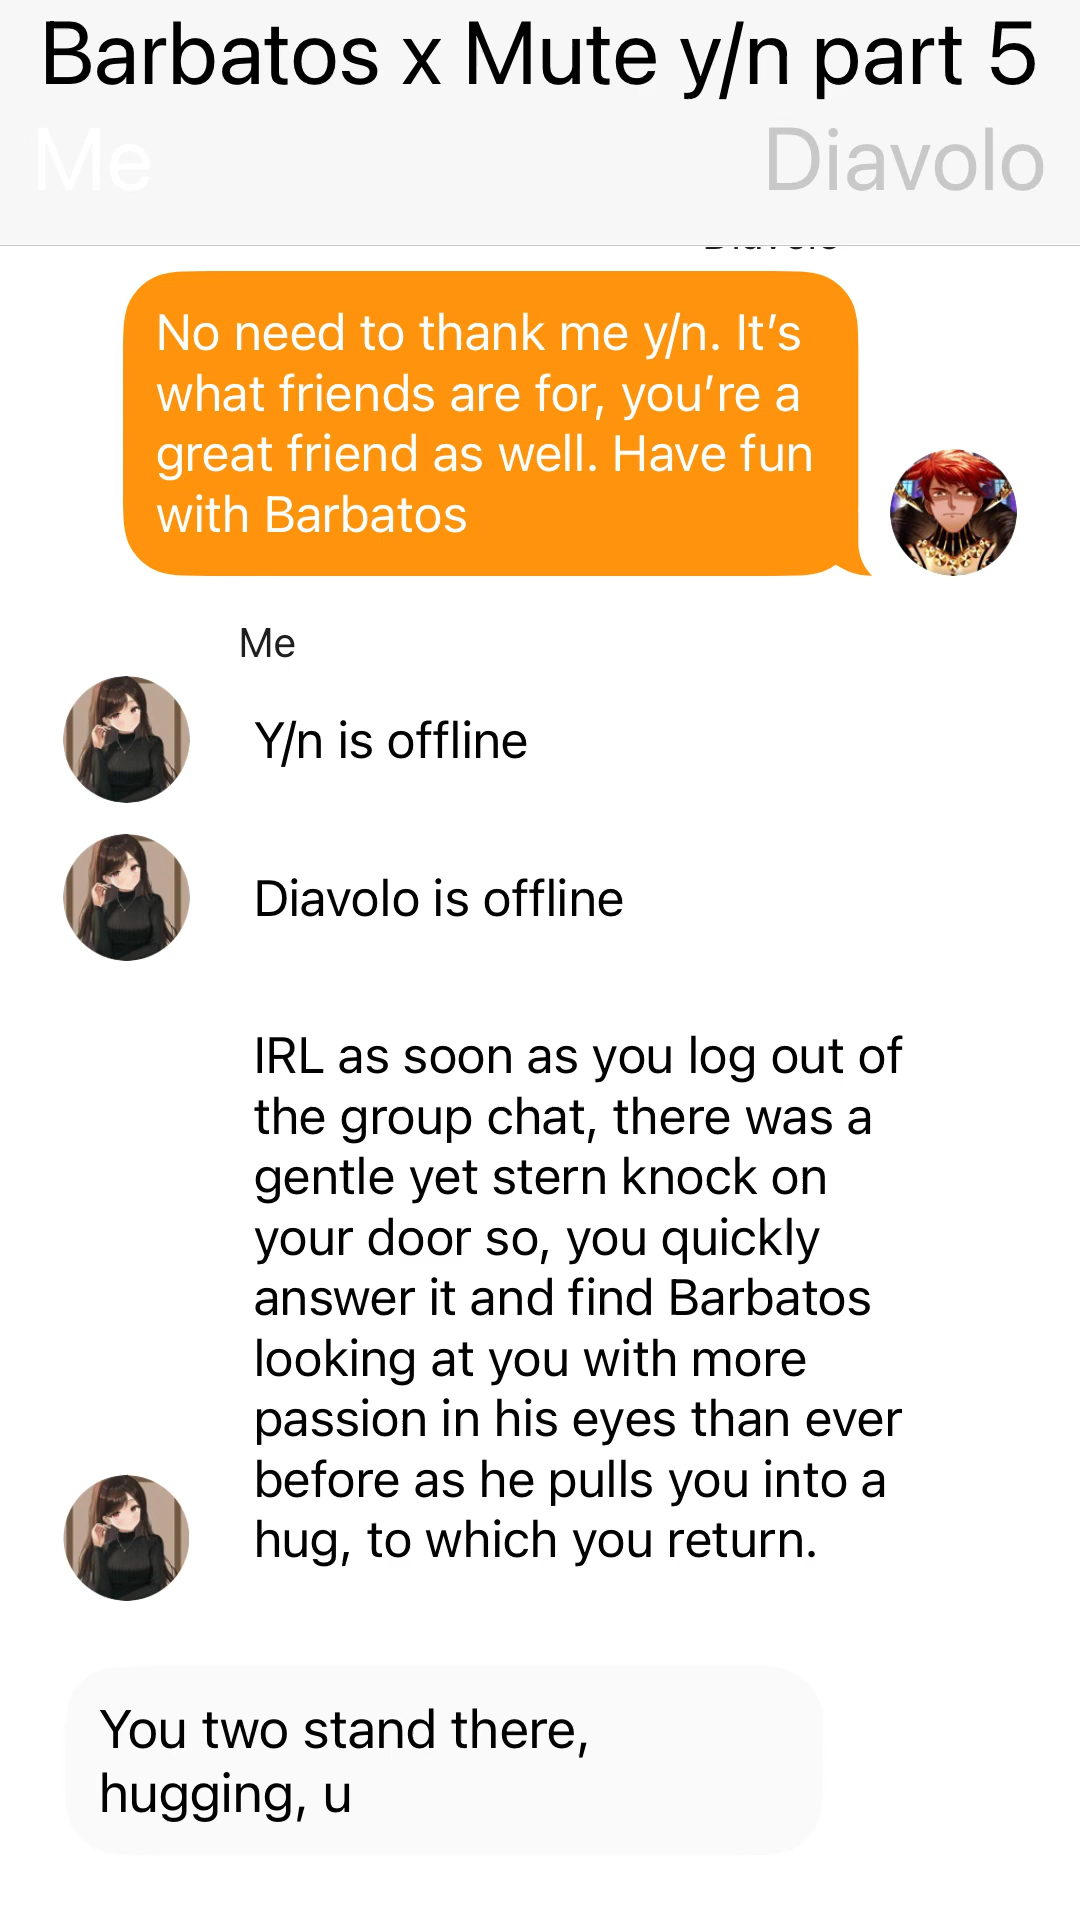 Barbatos x Mute y/n part 5
Me
Diavolo
No need to thank me y/n. It’s
what friends are for, you’re a
great friend as well. Have fun
with Barbatos
Me
Y/n is offline
Diavolo is offline
IRL as soon as you log out of
the group chat, there was a
gentle yet stern knock on
your door so, you quickly
answer it and find Barbatos
looking at you with more
passion in his eyes than ever
before as he pulls you into a
hug, to which you return.
You two stand there,
hugging, u